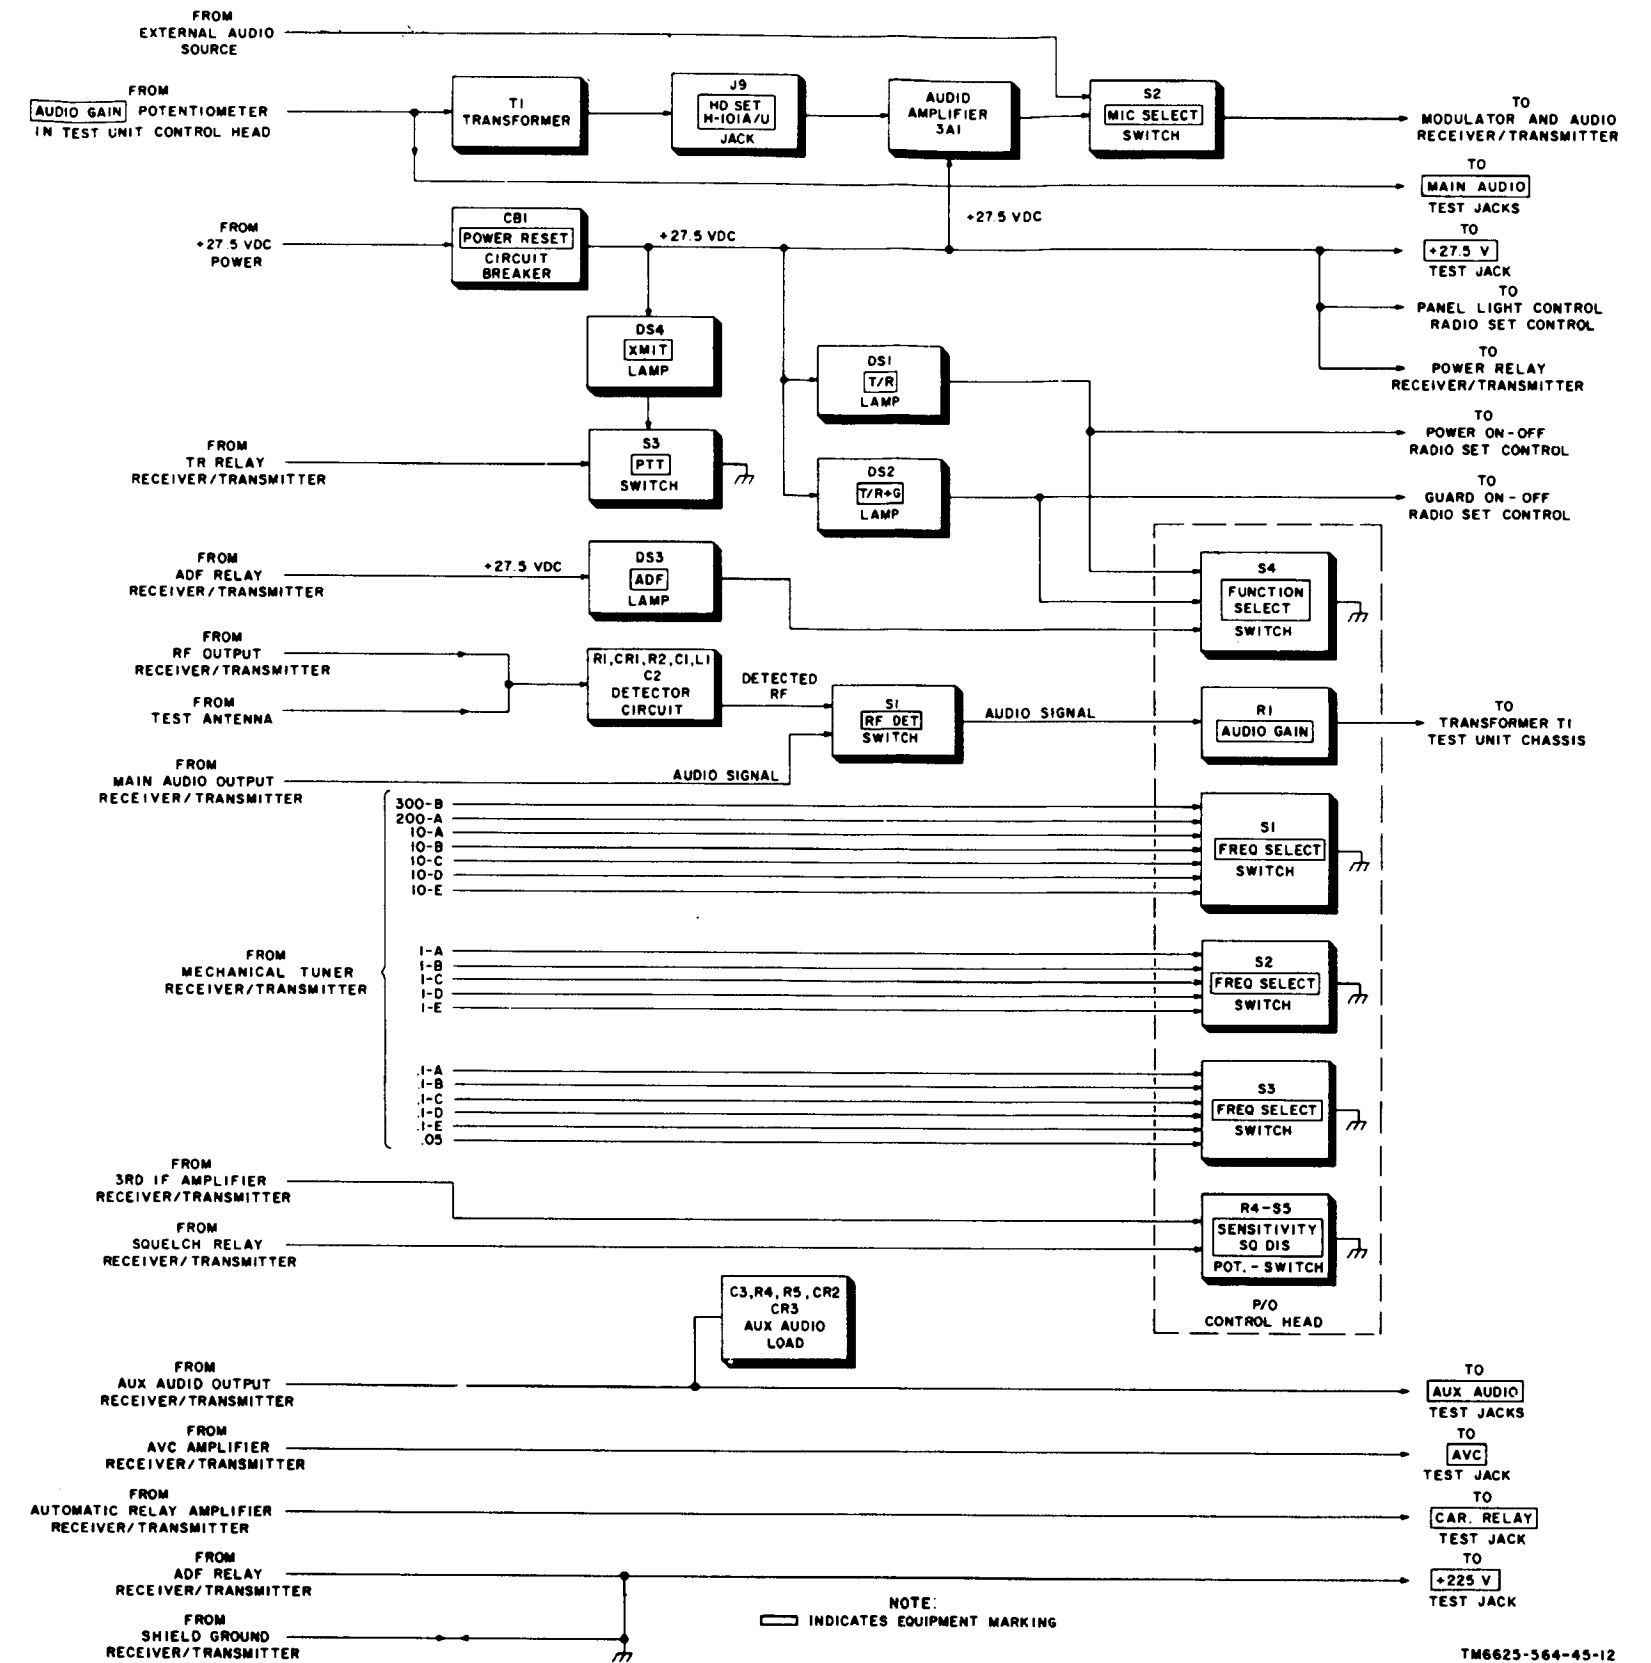 FROM
EXTERNAL AUDIO
SOURCE
FROM
AUDIO GAIN POTENTIOMETER
IN TEST UNIT CONTROL HEAD
T1
TRANSFORMER
J9
HD SET
H-101A/U
JACK
AUDIO
AMPLIFIER
3A1
S2
MIC SELECT
SWITCH
TO
MODULATOR AND AUDIO
RECEIVER/TRANSMITTER
TO
MAIN AUDIO
TEST JACKS
FROM
+27.5 VDC
POWER
CB1
POWER RESET
CIRCUIT
BREAKER
+27.5 VDC
+27.5 VDC
TO
+27.5 V
TEST JACK
TO
PANEL LIGHT CONTROL
RADIO SET CONTROL
TO
POWER RELAY
RECEIVER/TRANSMITTER
DS4
XMIT
LAMP
DS1
T/R
LAMP
TO
POWER ON-OFF
RADIO SET CONTROL
FROM
TR RELAY
RECEIVER/TRANSMITTER
S3
PTT
SWITCH
DS2
T/R+G
LAMP
TO
GUARD ON-OFF
RADIO SET CONTROL
FROM
ADF RELAY
RECEIVER/TRANSMITTER
+27.5 VDC
DS3
ADF
LAMP
S4
FUNCTION
SELECT
SWITCH
FROM
RF OUTPUT
RECEIVER/TRANSMITTER
FROM
TEST ANTENNA
R1,CR1,R2,C1,L1
C2
DETECTOR
CIRCUIT
DETECTED
RF
S1
RF DET
SWITCH
AUDIO SIGNAL
R1
AUDIO GAIN
TO
TRANSFORMER T1
TEST UNIT CHASSIS
FROM
MAIN AUDIO OUTPUT
RECEIVER/TRANSMITTER
AUDIO SIGNAL
300-B
200-A
10-A
10-B
10-C
10-D
10-E
S1
FREQ SELECT
SWITCH
FROM
MECHANICAL TUNER
RECEIVER/TRANSMITTER
1-A
1-B
1-C
1-D
1-E
S2
FREQ SELECT
SWITCH
.1-A
.1-B
.1-C
.1-D
.1-E
.05
S3
FREQ SELECT
SWITCH
FROM
3RD IF AMPLIFIER
RECEIVER/TRANSMITTER
FROM
SQUELCH RELAY
RECEIVER/TRANSMITTER
R4-S5
SENSITIVITY
SQ DIS
POT.-SWITCH
P/O
CONTROL HEAD
C3,R4,R5,CR2
CR3
AUX AUDIO
LOAD
FROM
AUX AUDIO OUTPUT
RECEIVER/TRANSMITTER
TO
AUX AUDIO
TEST JACKS
FROM
AVC AMPLIFIER
RECEIVER/TRANSMITTER
TO
AVC
TEST JACK
FROM
AUTOMATIC RELAY AMPLIFIER
RECEIVER/TRANSMITTER
TO
CAR. RELAY
TEST JACK
FROM
ADF RELAY
RECEIVER/TRANSMITTER
TO
+225 V
TEST JACK
FROM
SHIELD GROUND
RECEIVER/TRANSMITTER
NOTE:
INDICATES EQUIPMENT MARKING
TM6625-564-45-12